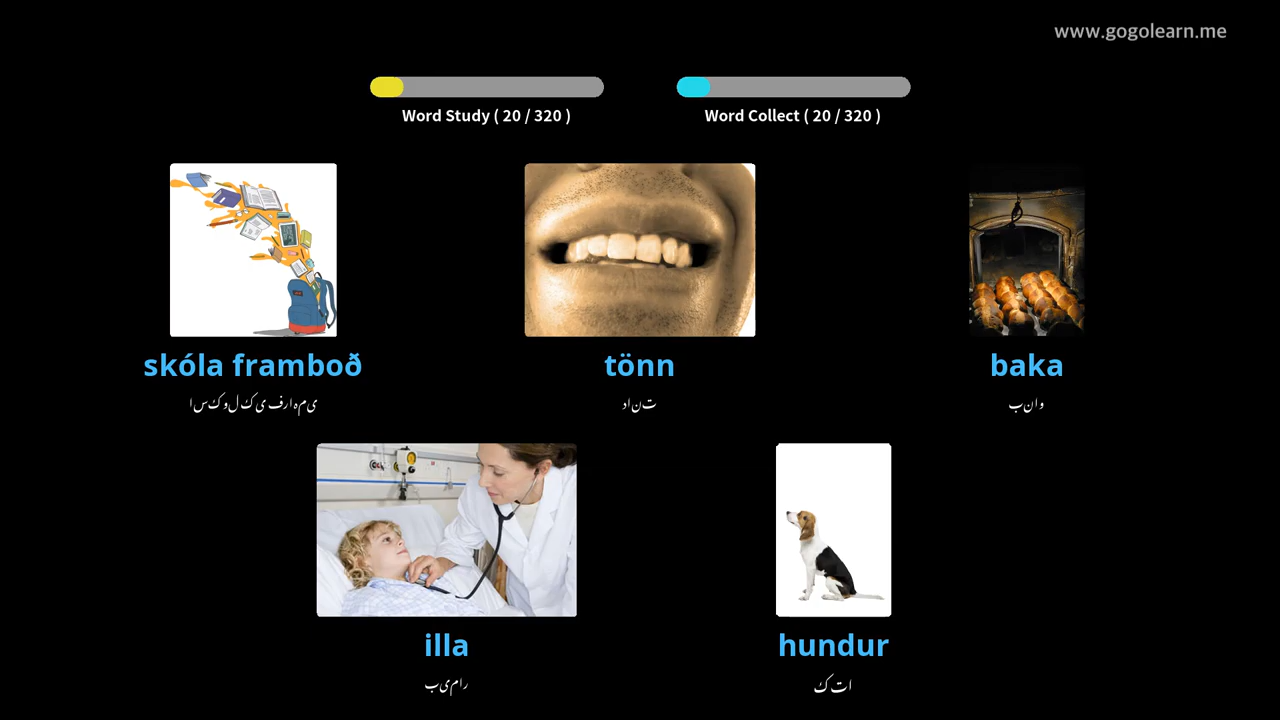 www.gogolearn.me
Word Study ( 20 / 320 )
Word Collect ( 20 / 320 )
skóla framboð
tönn
baka
اسکول کی فراہمی
دانت
بناو
illa
hundur
بیمار
کتا